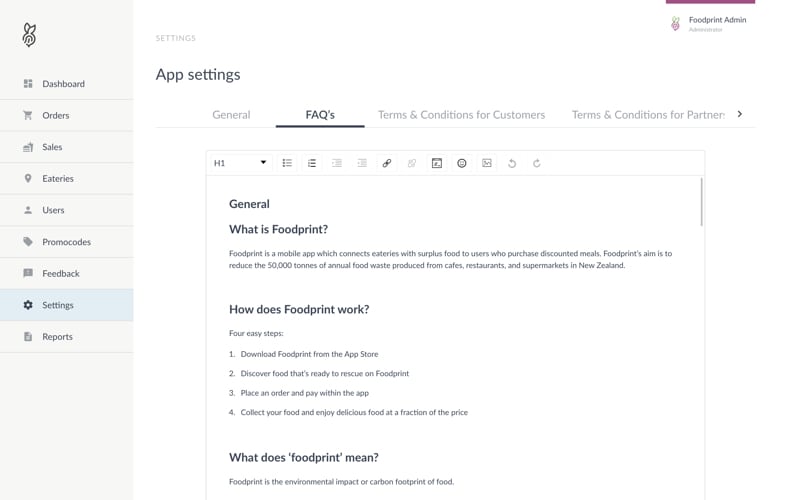 Foodprint Admin
Administrator
SETTINGS
App settings
Dashboard
Orders
Sales
Eateries
Users
Promocodes
Feedback
Settings
Reports
General
FAQ's
Terms & Conditions for Customers
Terms & Conditions for Partner
H1
General
What is Foodprint?
Foodprint is a mobile app which connects eateries with surplus food to users who purchase discounted meals. Foodprint's aim is to
reduce the 50,000 tonnes of annual food waste produced from cafes, restaurants, and supermarkets in New Zealand.
How does Foodprint work?
Four easy steps:
1. Download Foodprint from the App Store
2. Discover food that's ready to rescue on Foodprint
3. Place an order and pay within the app
4. Collect your food and enjoy delicious food at a fraction of the price
What does ‘foodprint’ mean?
Foodprint is the environmental impact or carbon footprint of food.